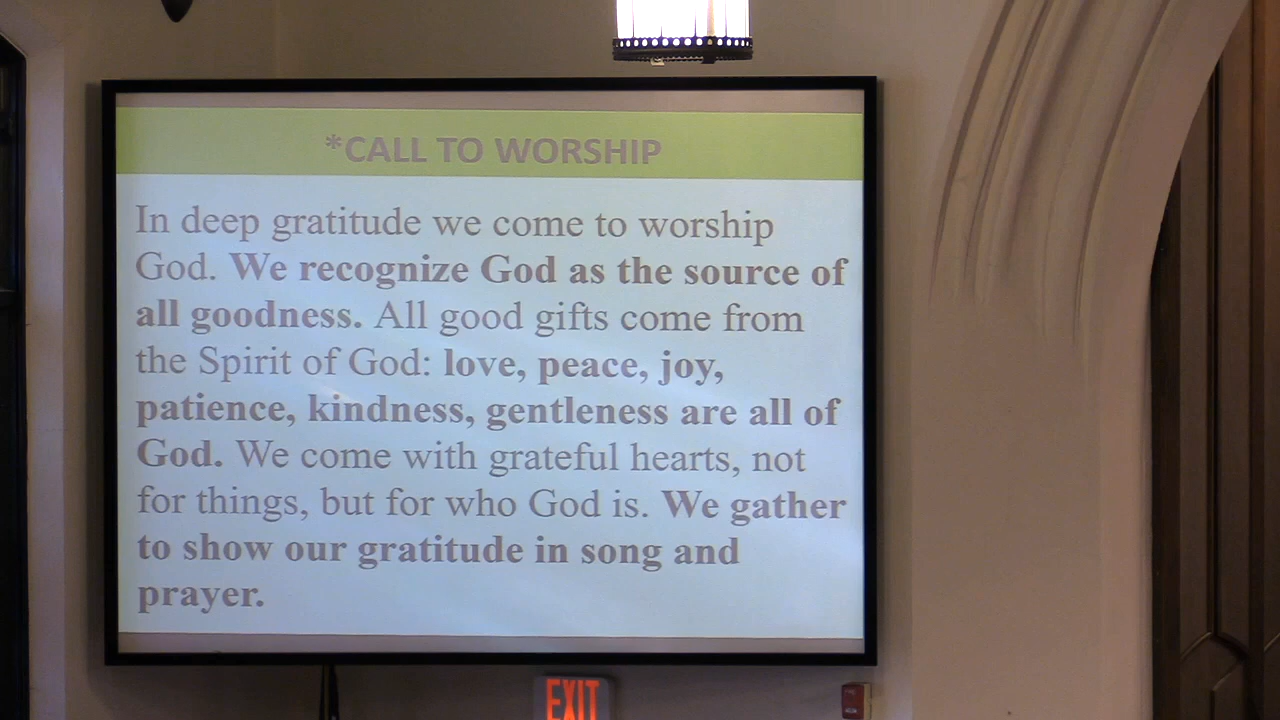 *CALL TO WORSHIP
In deep gratitude we come to worship
God. We recognize God as the source of
all goodness. All good gifts come from
the Spirit of God: love, peace, joy,
patience, kindness, gentleness are all of
God. We come with grateful hearts, not
for things, but for who God is. We gather
to show our gratitude in song and
prayer.
EXIT